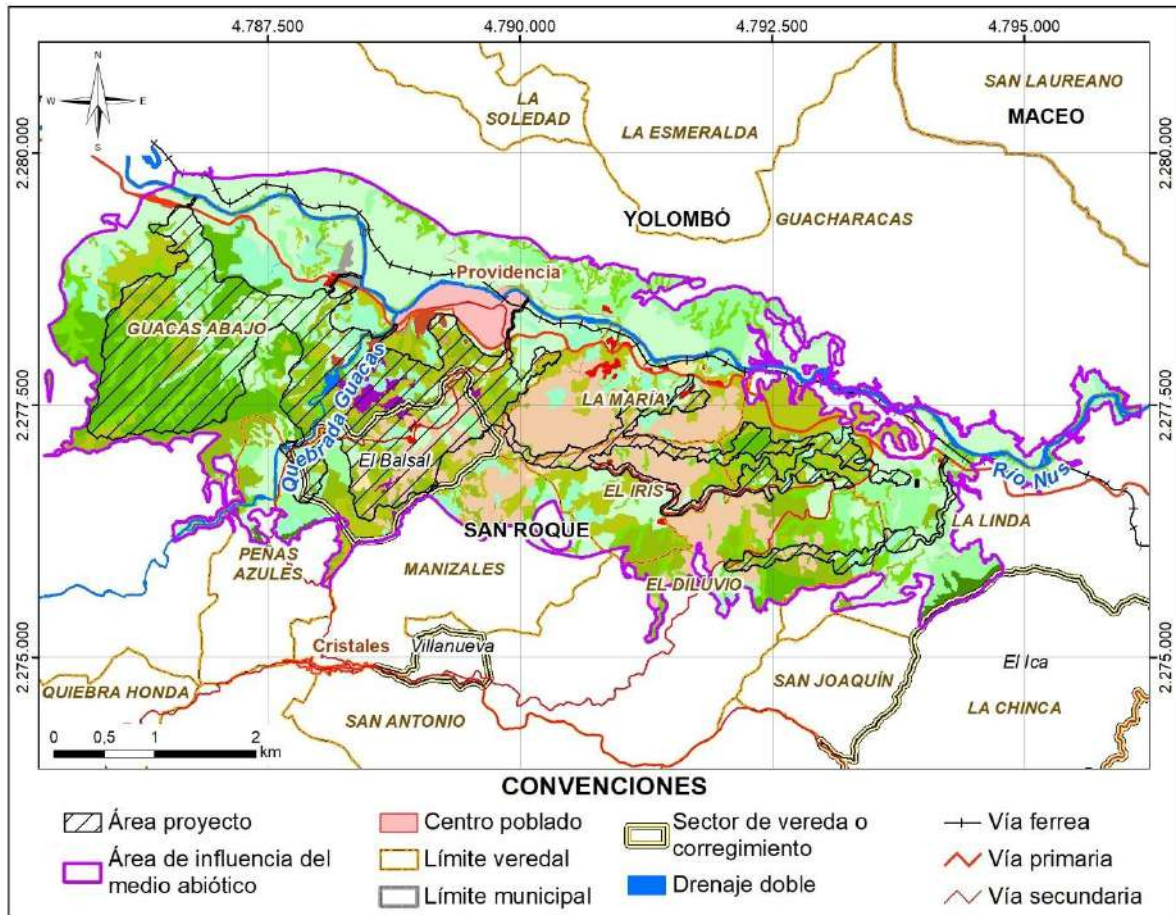 4.787.500
4.790.000
4.792.500
4.795.000
N
W
E
S
2.280.000
2.280.000
2.277.500
2.277.500
2.275.000
2.275.000
LA
SOLEDAD
LA ESMERALDA
SAN LAUREANO
MACEO
YOLOMBÓ
GUACHARACAS
Providencia
GUACAS ABAJO
Quebrada Guacas
LA MARÍA
El Balsal
EL IRIS
Río Nus
SAN ROQUE
LA LINDA
PEÑAS
AZULES
MANIZALES
EL DILUVIO
Cristales
Villanueva
El Ica
QUIEBRA HONDA
SAN JOAQUÍN
SAN ANTONIO
LA CHINCA
0 0,5 1 2
km
CONVENCIONES
Área proyecto
Área de influencia del
medio abiótico
Centro poblado
Límite veredal
Límite municipal
Sector de vereda o
corregimiento
Drenaje doble
Vía ferrea
Vía primaria
Vía secundaria